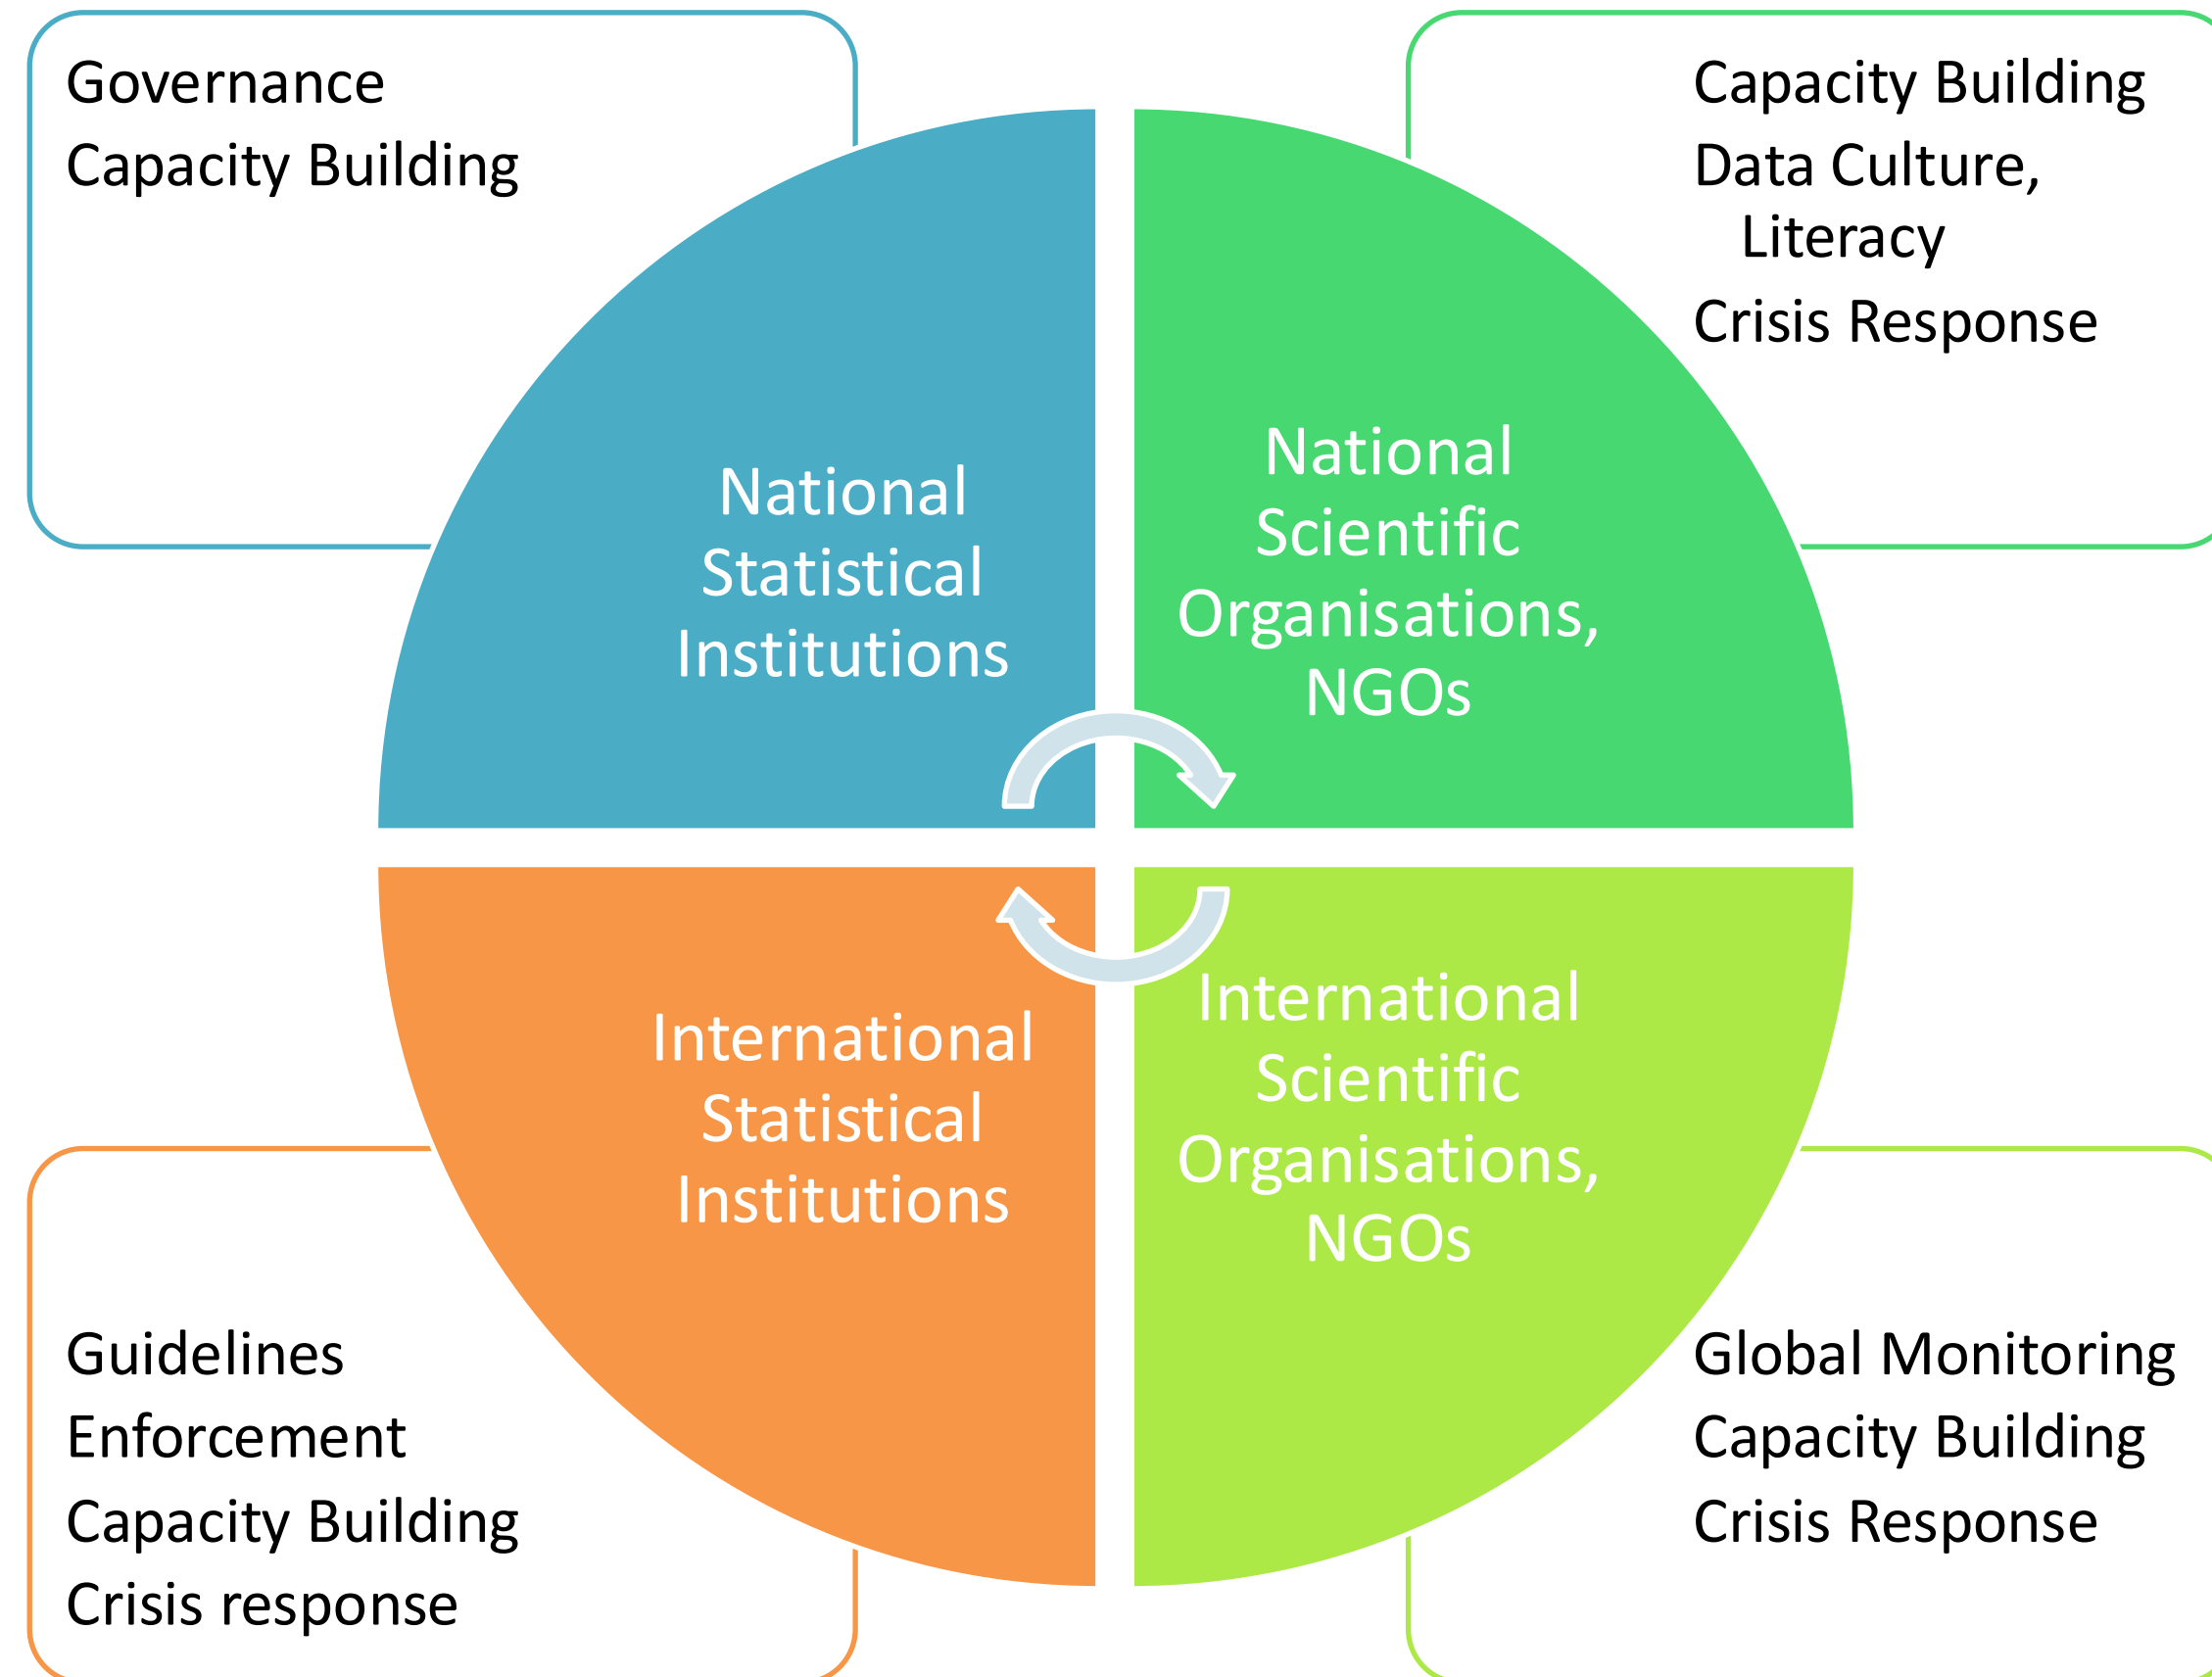 Governance
Capacity Building
Capacity Building
Data Culture,
Literacy
Crisis Response
National
Statistical
Institutions
National
Scientific
Organisations,
NGOs
International
Statistical
Institutions
International
Scientific
Organisations,
NGOs
Guidelines
Enforcement
Capacity Building
Crisis response
Global Monitoring
Capacity Building
Crisis Response